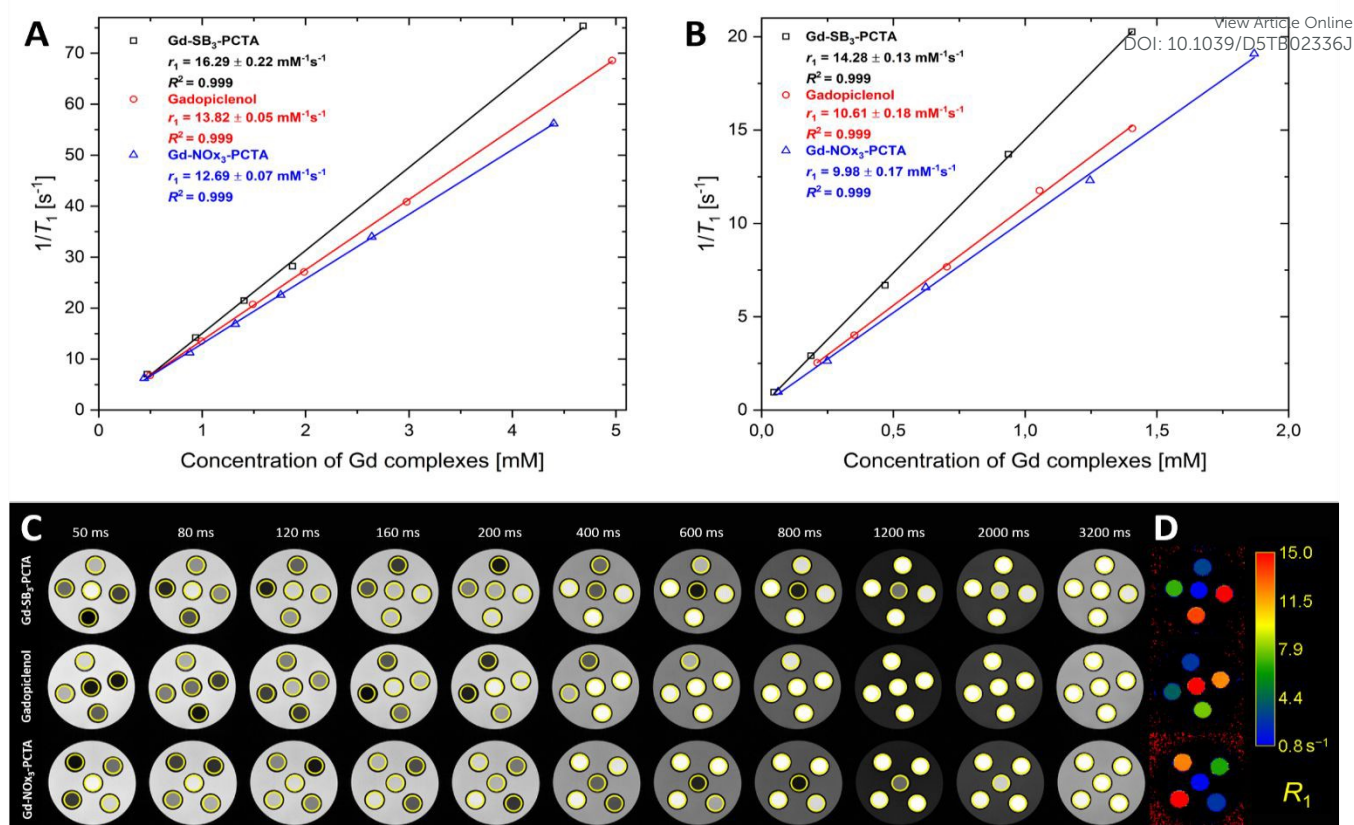 View Article Online
DOI: 10.1039/D5TB02336J
A
Gd-SB₃-PCTA
r₁ = 16.29 ± 0.22 mM⁻¹s⁻¹
R² = 0.999
Gadopiclenol
r₁ = 13.82 ± 0.05 mM⁻¹s⁻¹
R² = 0.999
Gd-NOx₃-PCTA
r₁ = 12.69 ± 0.07 mM⁻¹s⁻¹
R² = 0.999
1/T₁ [s⁻¹]
70
60
50
40
30
20
10
0
0 1 2 3 4 5
Concentration of Gd complexes [mM]
B
Gd-SB₃-PCTA
r₁ = 14.28 ± 0.13 mM⁻¹s⁻¹
R² = 0.999
Gadopiclenol
r₁ = 10.61 ± 0.18 mM⁻¹s⁻¹
R² = 0.999
Gd-NOx₃-PCTA
r₁ = 9.98 ± 0.17 mM⁻¹s⁻¹
R² = 0.999
1/T₁ [s⁻¹]
20
15
10
5
0
0,0 0,5 1,0 1,5 2,0
Concentration of Gd complexes [mM]
C
50 ms 80 ms 120 ms 160 ms 200 ms 400 ms 600 ms 800 ms 1200 ms 2000 ms 3200 ms
Gd-SB₃-PCTA
Gadopiclenol
Gd-NOx₃-PCTA
D
15.0
11.5
7.9
4.4
0.8 s⁻¹
R₁